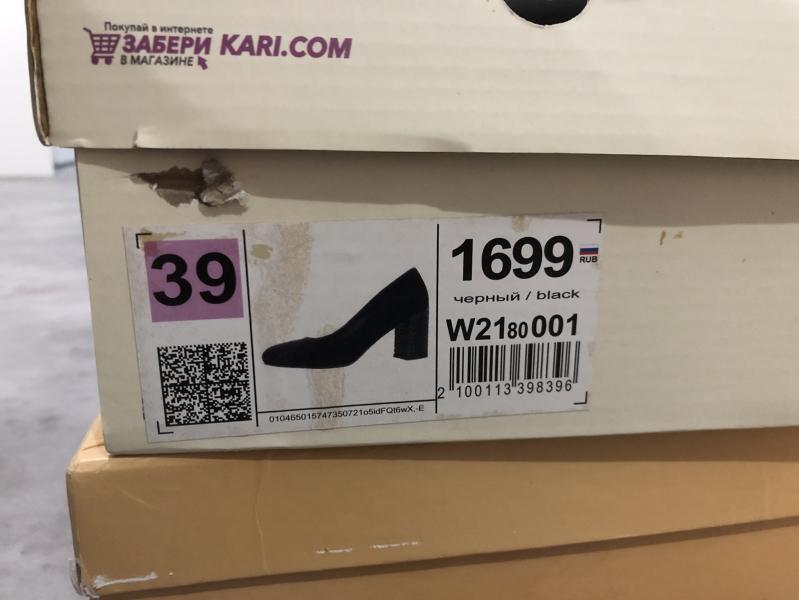 Покупай в интернете
ЗАБЕРИ KARI.COM
В МАГАЗИНЕ
39
1699
RUB
черный / black
W2180001
2 100113 398396
010465015747350721o5idFQt6wX,-E